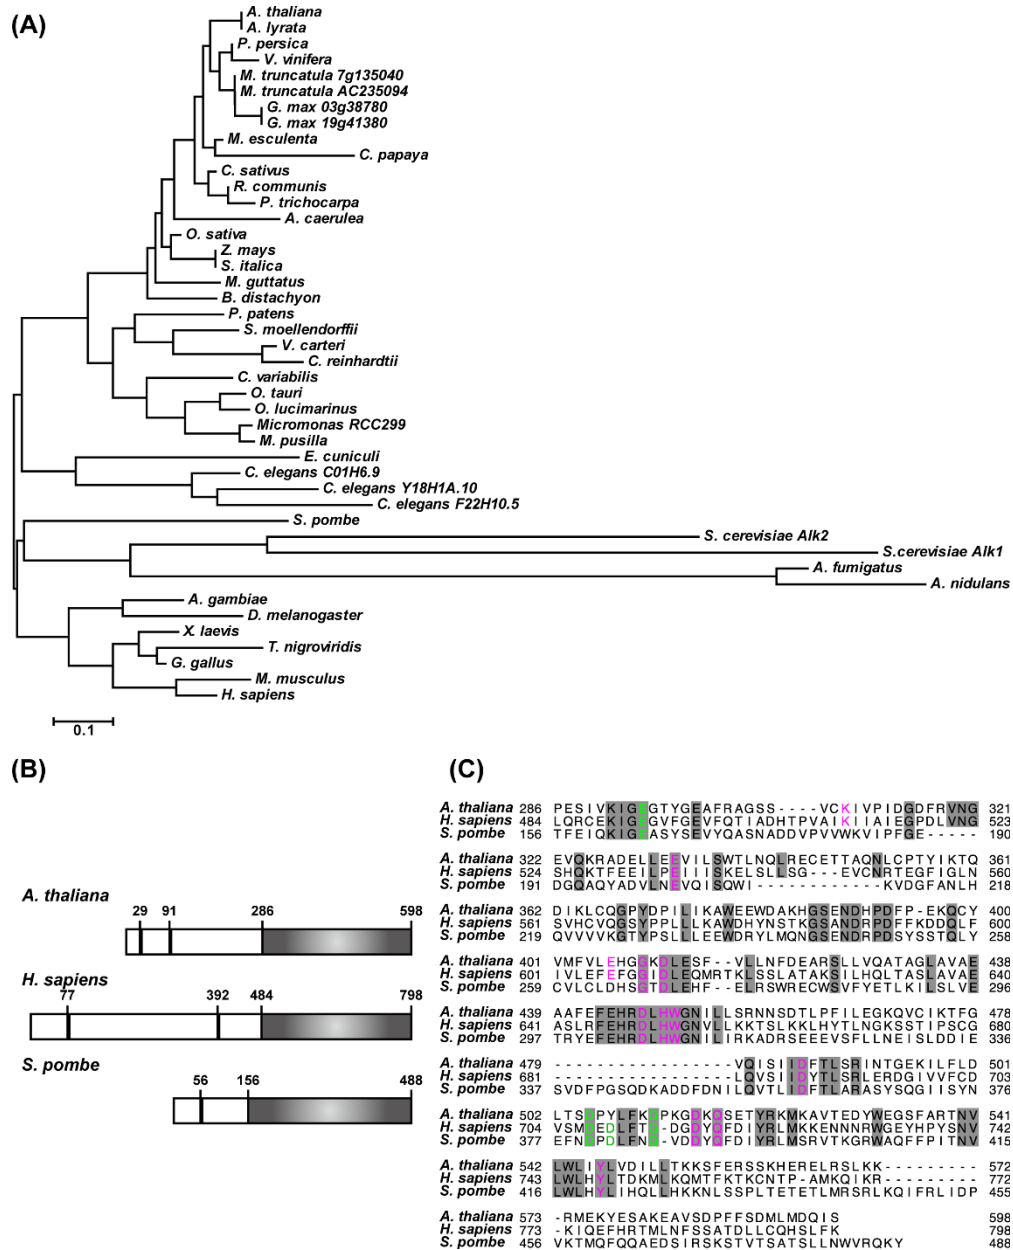 (A)
A. thaliana
A. lyrata
P. persica
V. vinifera
M. truncatula 7g135040
M. truncatula AC235094
G. max 03g38780
G. max 19g41380
M. esculenta
C. papaya
C. sativus
R. communis
P. trichocarpa
A. caerulea
O. sativa
Z. mays
S. italica
M. guttatus
B. distachyon
P. patens
S. moellendorffii
V. carteri
C. reinhardtii
C. variabilis
O. tauri
O. lucimarinus
Micromonas RCC299
M. pusilla
E. cuniculi
C. elegans C01H6.9
C. elegans Y18H1A.10
C. elegans F22H10.5
S. pombe
S. cerevisiae Alk2
S.cerevisiae Alk1
A. fumigatus
A. nidulans
A. gambiae
D. melanogaster
X. laevis
T. nigroviridis
G. gallus
M. musculus
H. sapiens
0.1
(B)
A. thaliana
29 91 286 598
H. sapiens
77 392 484 798
S. pombe
56 156 488
(C)
A. thaliana 286 PESIVKIGEGTYGEAFRAGSS----VCKIVPIDGDFRVNG 321
H. sapiens 484 LQRCEKIGEGVFGEVFQTIADHTPVAIKIIAIEGPDLVNG 523
S. pombe 156 TFEIQKIGEASYSEVYQASNADDVPVVWKVIPFGE----- 190
A. thaliana 322 EVQKRADELLEEVILSWTLNQLRECETTAQNLCPTYIKTQ 361
H. sapiens 524 SHQKTFEEILPEIIISKELSLLSG---EVCNRTEGFIGLN 560
S. pombe 191 DGQAQYADVLNEVQISQWI------------KVDGFANLH 218
A. thaliana 362 DIKLCQGPYDPILIKAWEEWDAKHGSENDHPDFP-EKQCY 400
H. sapiens 561 SVHCVQGSYPPLLLKAWDHYNSTKGSANDRPDFFKDDQLF 600
S. pombe 219 QVVVVKGTYPSLLLEEWDRYLMQNGSENDRPDSYSSTQLY 258
A. thaliana 401 VMFVLEHGGKDLESF--VLLNFDEARSLLVQATAGLAVAE 438
H. sapiens 601 IVLEFEFGGIDLEQMRTKLSSLATAKSILHQLTASLAVAE 640
S. pombe 259 CVLCLDHSGTDLEHF--ELRSWRECWSVFYETLKILSLVE 296
A. thaliana 439 AAFEFEHRDLHWGNILLSRNNSDTLPFILEGKQVCIKTFG 478
H. sapiens 641 ASLRFEHRDLHWGNVLLKKTSLKKLHYTLNGKSSTIPSCG 680
S. pombe 297 TRYEFEHRDLHWGNILIRKADRSEEEVSFLLNEISLDDIE 336
A. thaliana 479 ------------------VQISIIDFTLSRINTGEKILFLD 501
H. sapiens 681 ------------------LQVSIIDYTLSRLERDGIVVFCD 703
S. pombe 337 SVDFPGSQDKADDFDNILQVTLIDFTLARASYSQGIISYN 376
A. thaliana 502 LTSDPYLFKGPKGDKQSETYRKMKAVTEDYWEGSFARTNV 541
H. sapiens 704 VSMDEDLFTGDGDYQFDIYRLMKKENNNRWGEYHPYSNV 742
S. pombe 377 EFNDPDLFNG-VDDYQFDIYRLMSRVTKGRWAQFFPITNV 415
A. thaliana 542 LWLIYLVDILLTKKSFERSSKHERELRSLKK--------- 572
H. sapiens 743 LWLHYLTDKMLKQMTFKTKCNTP-AMKQIKR--------- 772
S. pombe 416 LWLHYLIHQLLHKKNLSSPLTETETLMRSRLKQIFRLIDP 455
A. thaliana 573 -RMEKYESAKEAVSDPFFSDMLMDQIS 598
H. sapiens 773 -KIQEFHRTMLNFSSATDLLCQHSLFK 798
S. pombe 456 VKTMQFQQAEDSIRSKSTVTSATSLLNWVRQKY 488